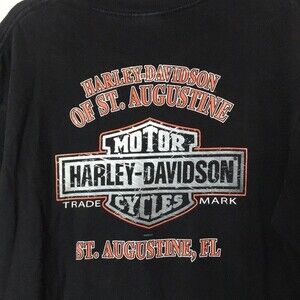 HARLEY-DAVIDSON
OF ST. AUGUSTINE
MOTOR
HARLEY-DAVIDSON
TRADE MARK
CYCLES
ST. AUGUSTINE, FL